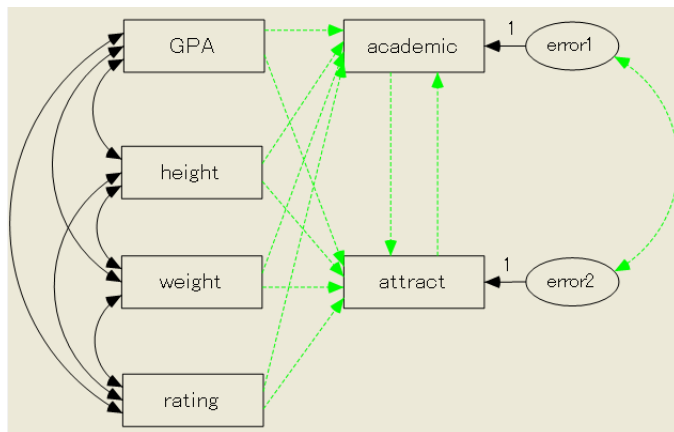 GPA
academic
1
error1
height
weight
attract
1
error2
rating